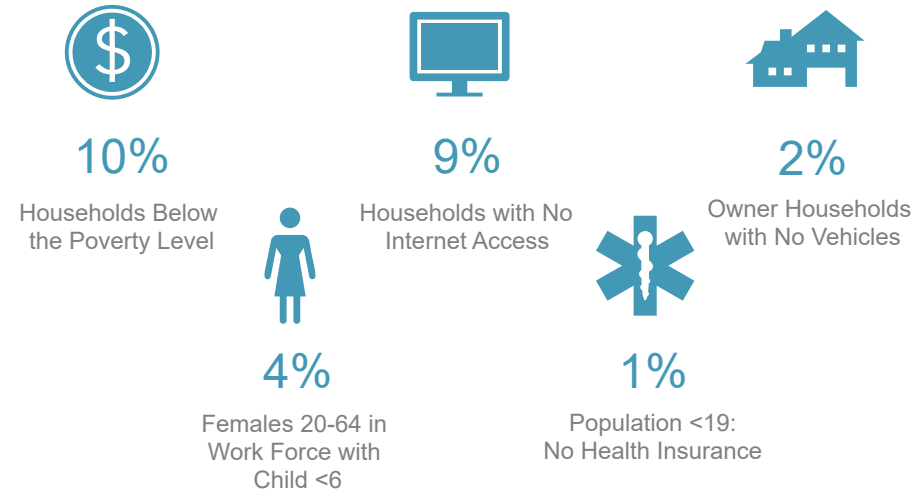 $
10%
Households Below
the Poverty Level
9%
Households with No
Internet Access
2%
Owner Households
with No Vehicles
4%
Females 20-64 in
Work Force with
Child <6
1%
Population <19:
No Health Insurance